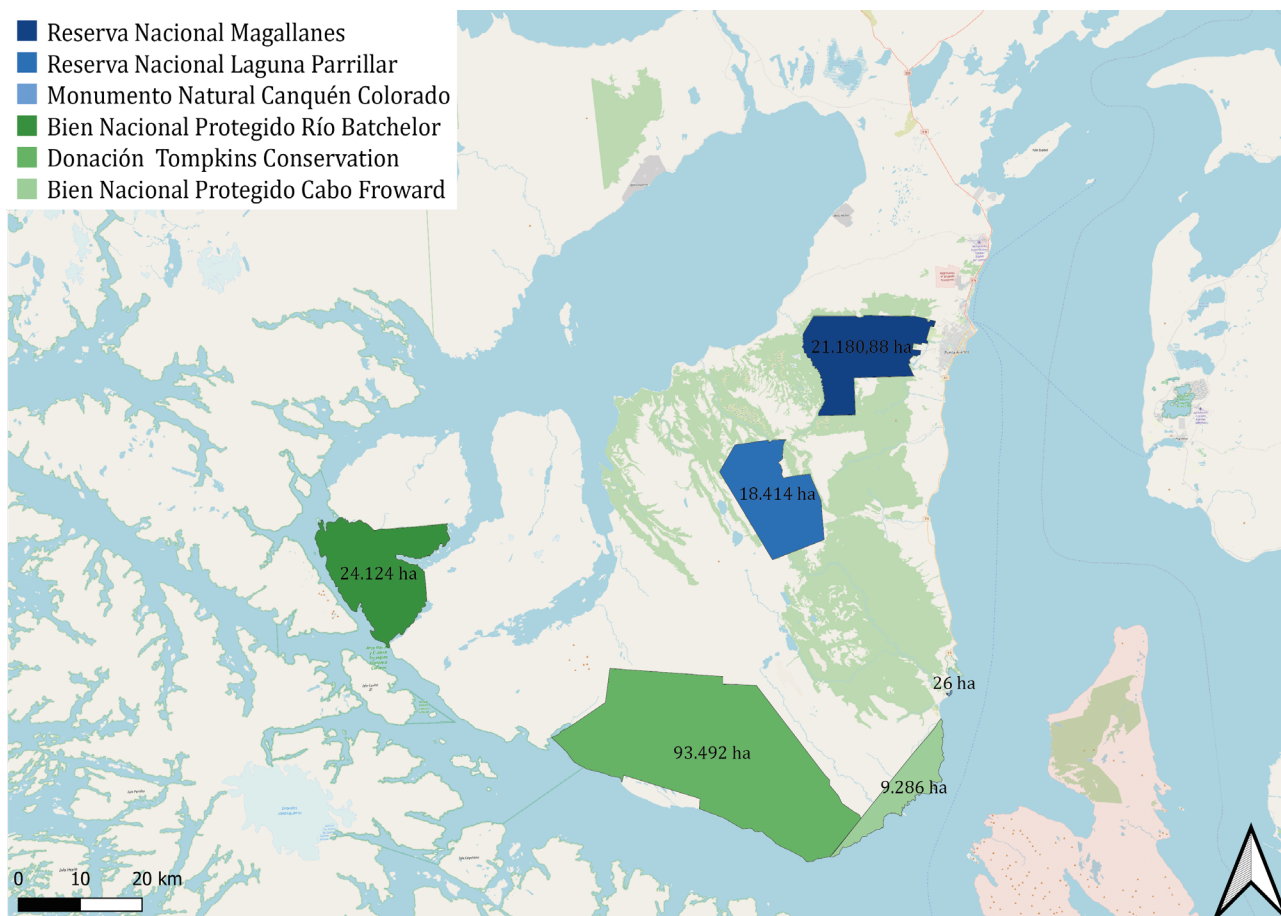 Reserva Nacional Magallanes
Reserva Nacional Laguna Parrillar
Monumento Natural Canquén Colorado
Bien Nacional Protegido Río Batchelor
Donación Tompkins Conservation
Bien Nacional Protegido Cabo Froward
21.180,88 ha
18.414 ha
24.124 ha
26 ha
93.492 ha
9.286 ha
0 10 20 km